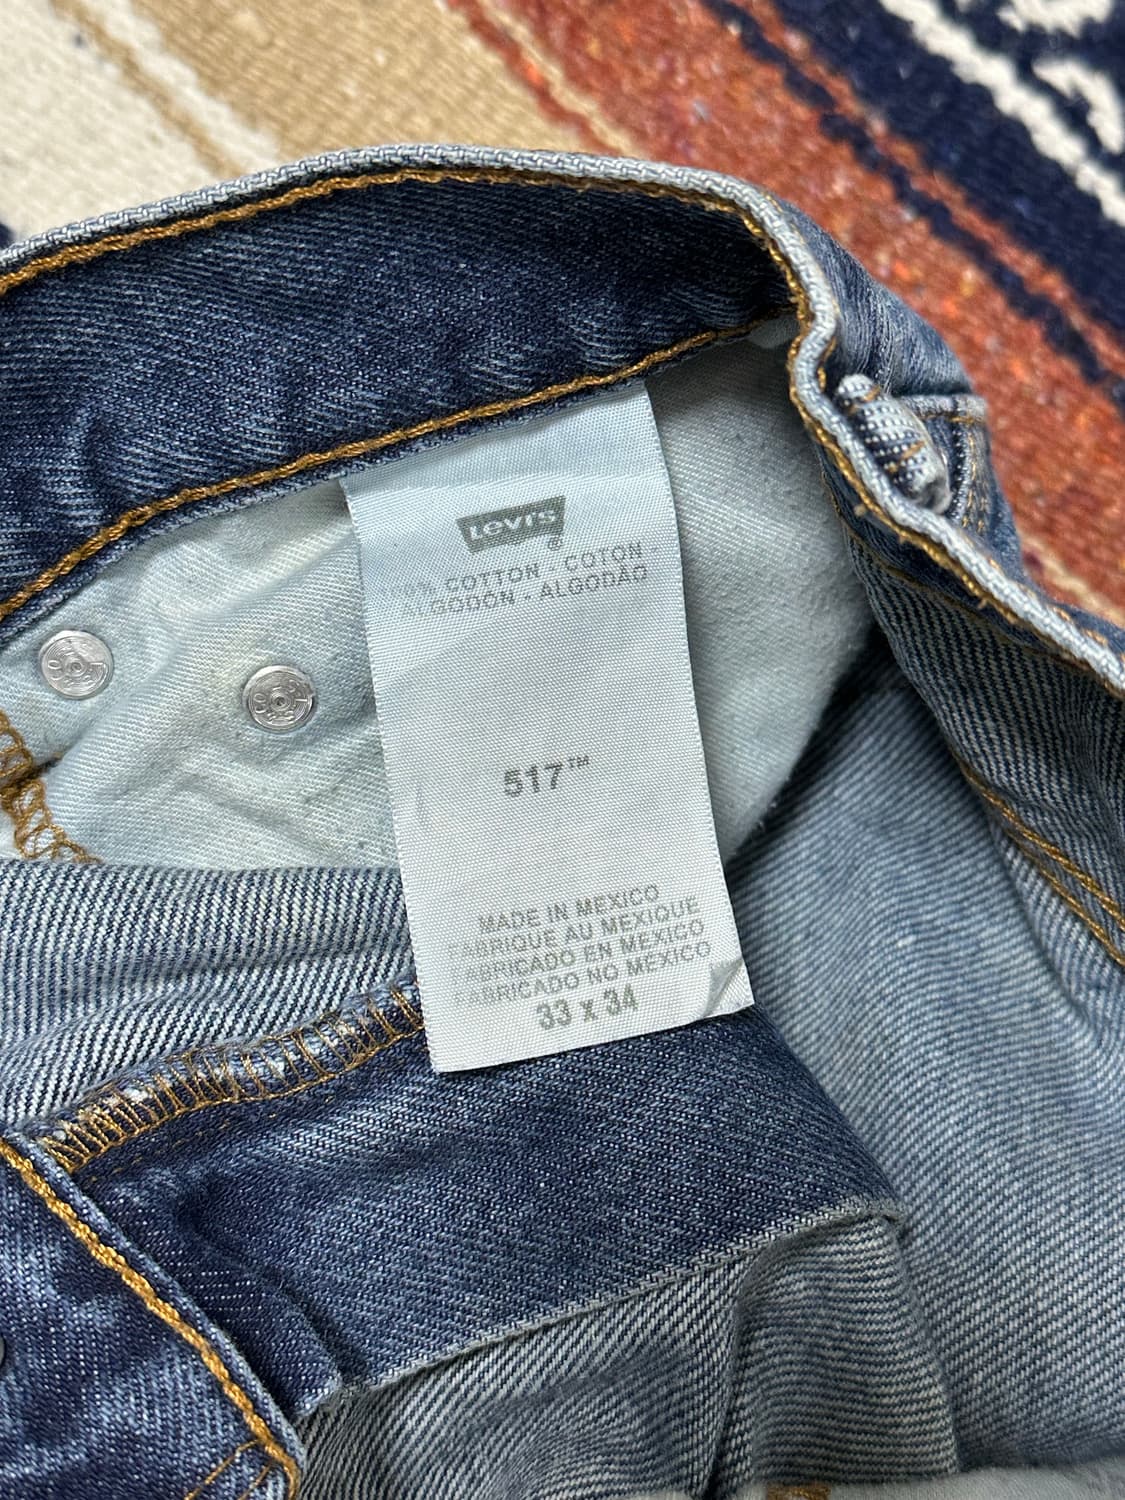 Levi's®
100% COTTON - COTON -
ALGODON - ALGODÃO
517™
MADE IN MEXICO
FABRIQUE AU MEXIQUE
FABRICADO EN MEXICO
FABRICADO NO MEXICO
33 x 34